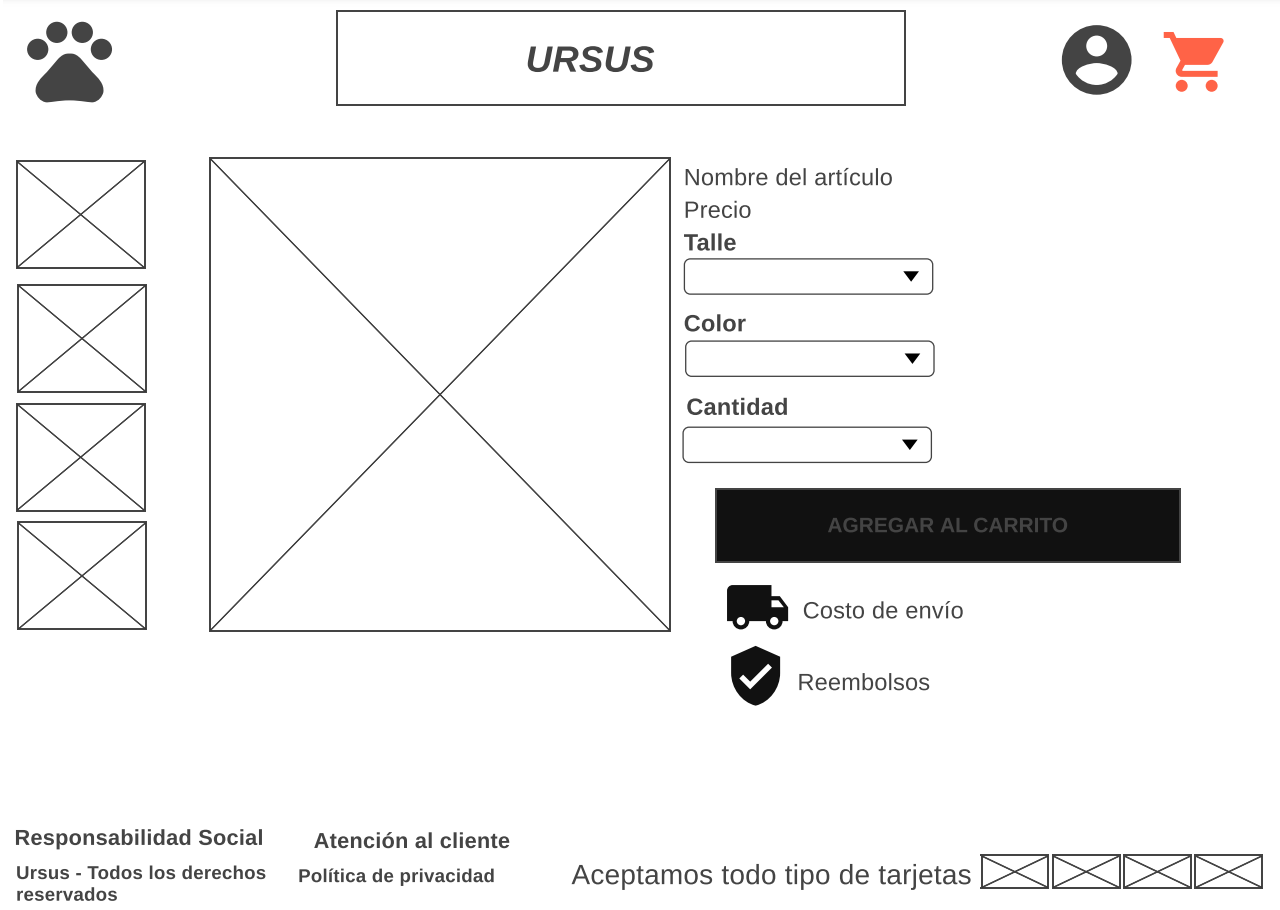 URSUS
Nombre del artículo
Precio
Talle
Color
Cantidad
AGREGAR AL CARRITO
Costo de envío
Reembolsos
Responsabilidad Social
Atención al cliente
Ursus - Todos los derechos
reservados
Política de privacidad
Aceptamos todo tipo de tarjetas